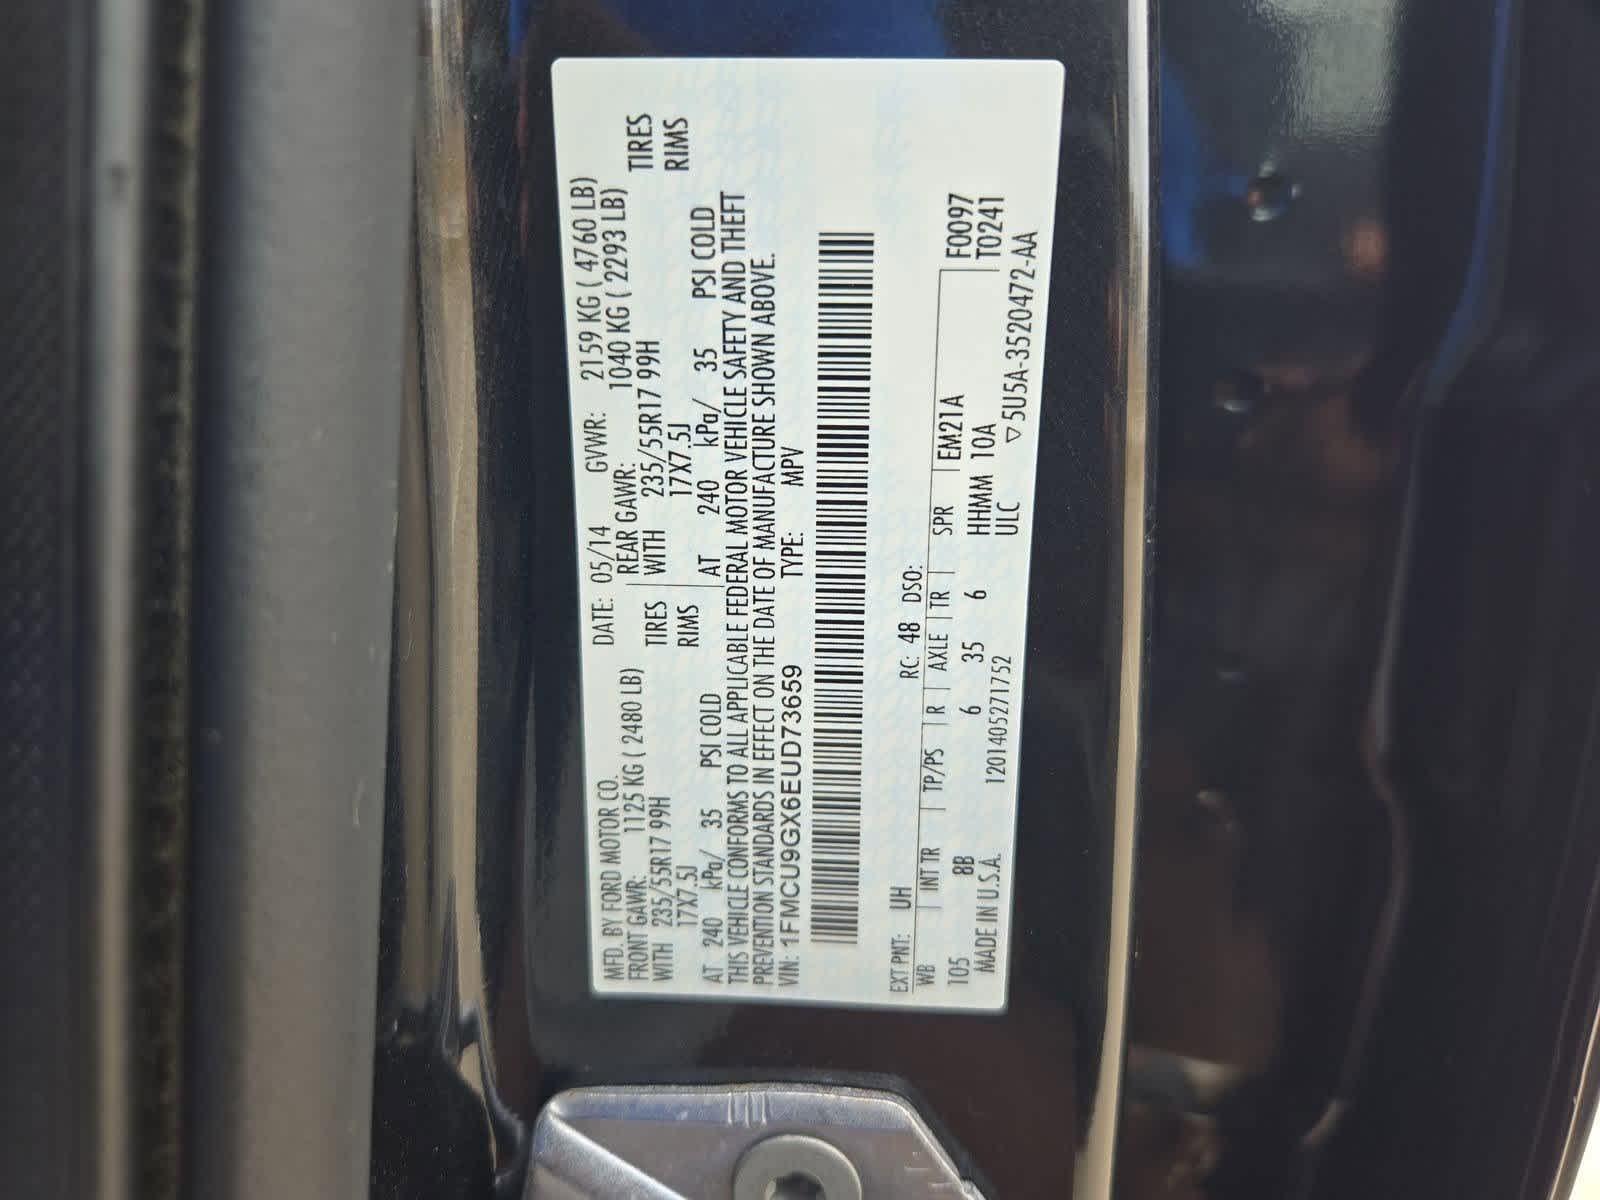 MFD. BY FORD MOTOR CO. DATE: 05/14 GVWR: 2159 KG ( 4760 LB)
FRONT GAWR: 1125 KG ( 2480 LB) REAR GAWR: 1040 KG ( 2293 LB)
WITH 235/55R17 99H TIRES WITH 235/55R17 99H TIRES
17X7.5J RIMS 17X7.5J RIMS
AT 240 kPa/ 35 PSI COLD AT 240 kPa/ 35 PSI COLD
THIS VEHICLE CONFORMS TO ALL APPLICABLE FEDERAL MOTOR VEHICLE SAFETY AND THEFT
PREVENTION STANDARDS IN EFFECT ON THE DATE OF MANUFACTURE SHOWN ABOVE.
VIN: 1FMCU9GX6EUD73659 TYPE: MPV
EXT PNT: UH RC: 48 DSO:
WB INT TR TP/PS R AXLE TR SPR EM21A F0097
105 8B 6 35 6 HHMM 10A T0241
MADE IN U.S.A. 1201405271752 ULC ▽5U5A-3520472-AA